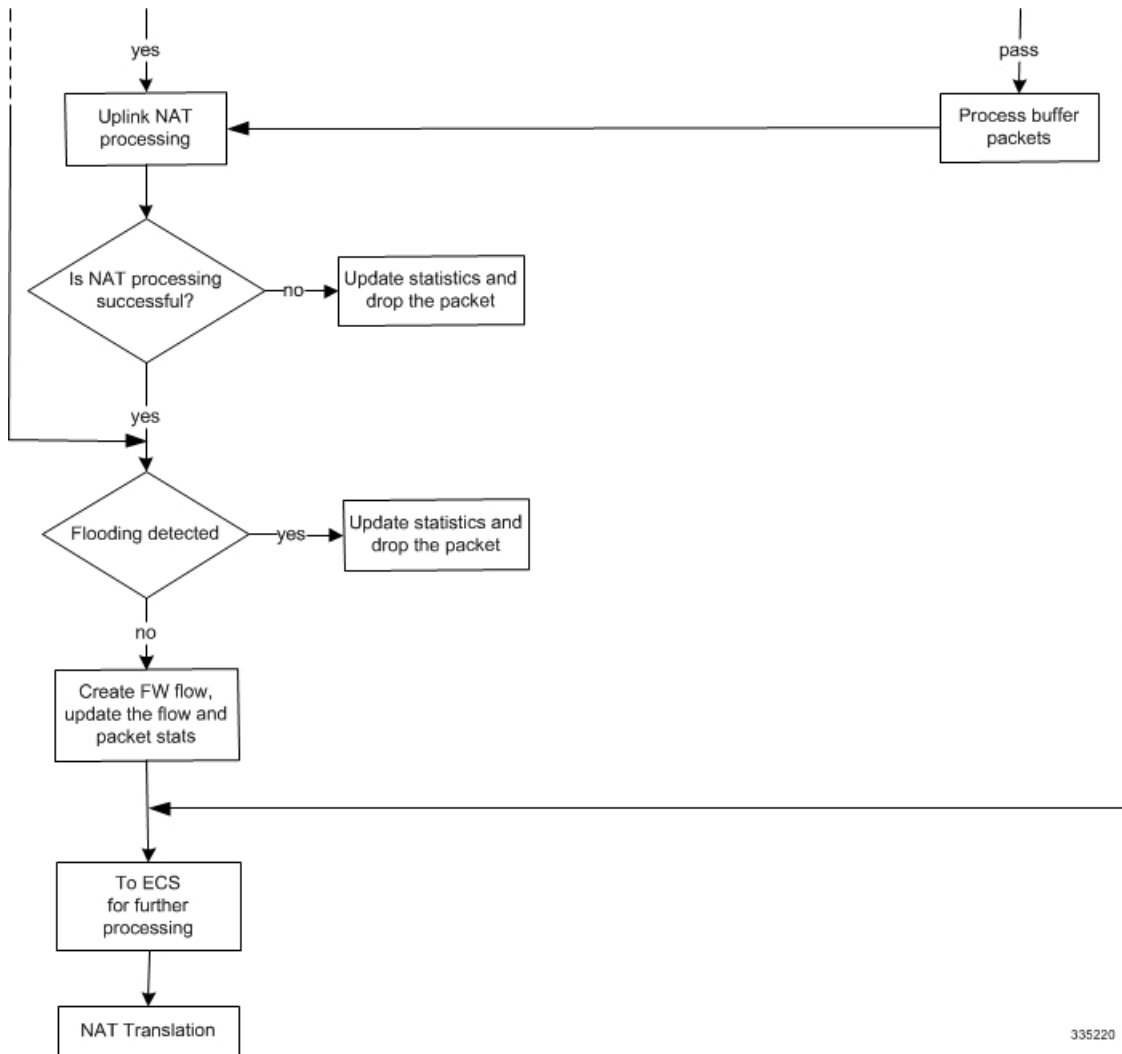 yes
pass
Uplink NAT
processing
Process buffer
packets
Is NAT processing
successful?
no
Update statistics and
drop the packet
yes
Flooding detected
yes
Update statistics and
drop the packet
no
Create FW flow,
update the flow and
packet stats
To ECS
for further
processing
NAT Translation
335220